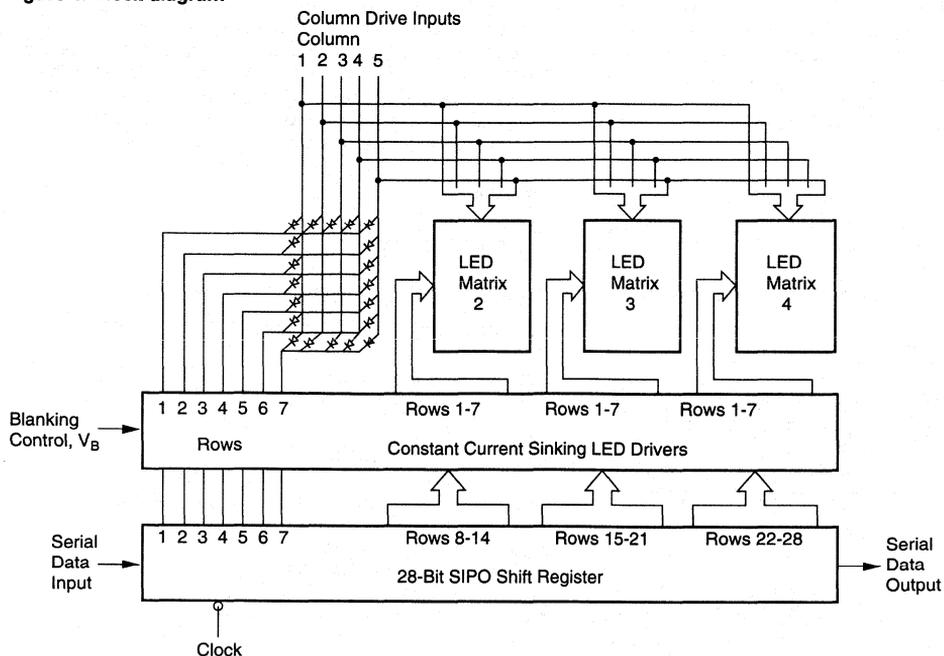 Column Drive Inputs
Column
1 2 3 4 5
LED
Matrix
2
LED
Matrix
3
LED
Matrix
4
1 2 3 4 5 6 7
Rows 1-7
Rows 1-7
Rows 1-7
Blanking
Control, VB
Rows
Constant Current Sinking LED Drivers
1 2 3 4 5 6 7
Rows 8-14
Rows 15-21
Rows 22-28
Serial
Data
Input
28-Bit SIPO Shift Register
Serial
Data
Output
Clock